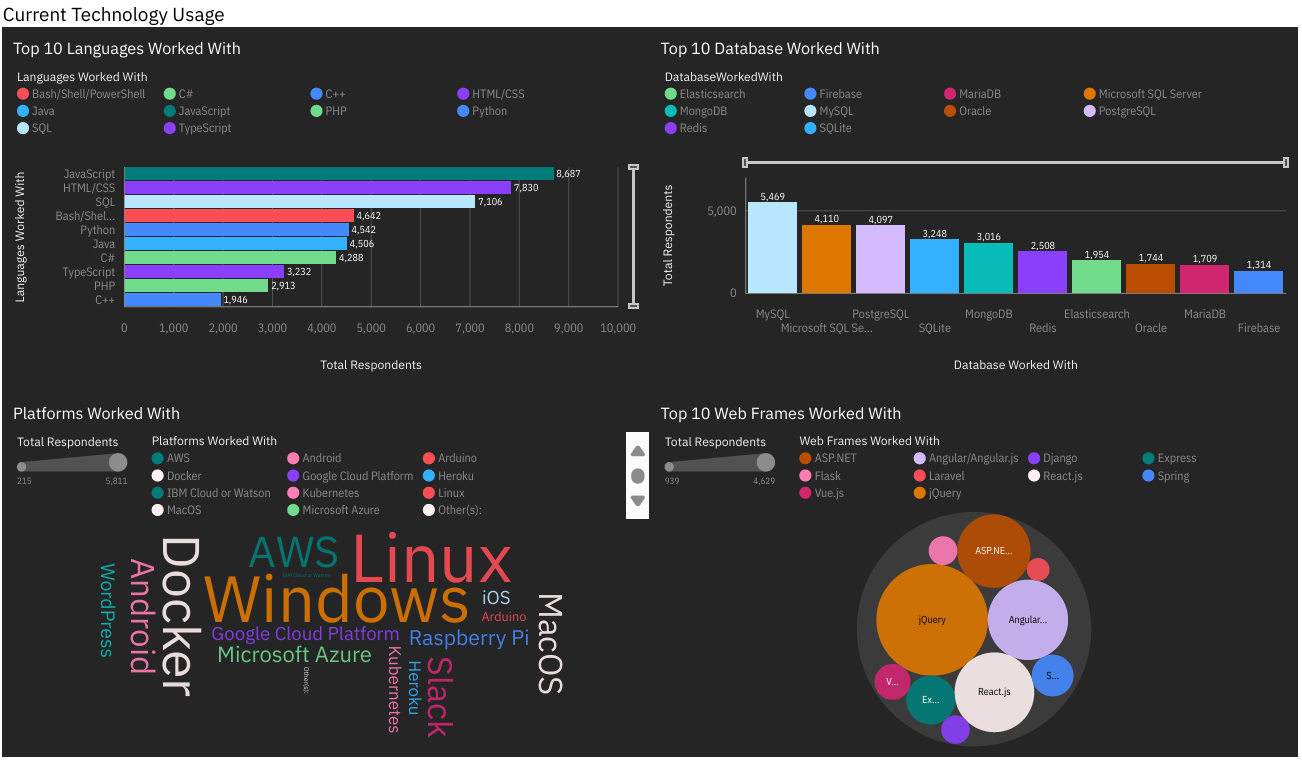 Current Technology Usage
Top 10 Languages Worked With
Languages Worked With
Bash/Shell/PowerShell C# C++ HTML/CSS
Java JavaScript PHP Python
SQL TypeScript
Languages Worked With
JavaScript 8,687
HTML/CSS 7,830
SQL 7,106
Bash/Shel... 4,642
Python 4,542
Java 4,506
C# 4,288
TypeScript 3,232
PHP 2,913
C++ 1,946
0 1,000 2,000 3,000 4,000 5,000 6,000 7,000 8,000 9,000 10,000
Total Respondents
Top 10 Database Worked With
DatabaseWorkedWith
Elasticsearch Firebase MariaDB Microsoft SQL Server
MongoDB MySQL Oracle PostgreSQL
Redis SQLite
Total Respondents
5,000
0
5,469 4,110 4,097 3,248 3,016 2,508 1,954 1,744 1,709 1,314
MySQL PostgreSQL MongoDB Elasticsearch MariaDB
Microsoft SQL Se... SQLite Redis Oracle Firebase
Database Worked With
Platforms Worked With
Total Respondents
215 5,811
Platforms Worked With
AWS Android Arduino
Docker Google Cloud Platform Heroku
IBM Cloud or Watson Kubernetes Linux
MacOS Microsoft Azure Other(s):
WordPress
Android
Docker
AWS
IBM Cloud or Watson
Linux
Windows
iOS
Arduino
Google Cloud Platform
Raspberry Pi
Microsoft Azure
Other(s):
Kubernetes
Heroku
Slack
MacOS
Top 10 Web Frames Worked With
Total Respondents
939 4,629
Web Frames Worked With
ASP.NET Angular/Angular.js Django Express
Flask Laravel React.js Spring
Vue.js jQuery
ASP.NE...
jQuery
Angular...
V...
Ex...
React.js
S...